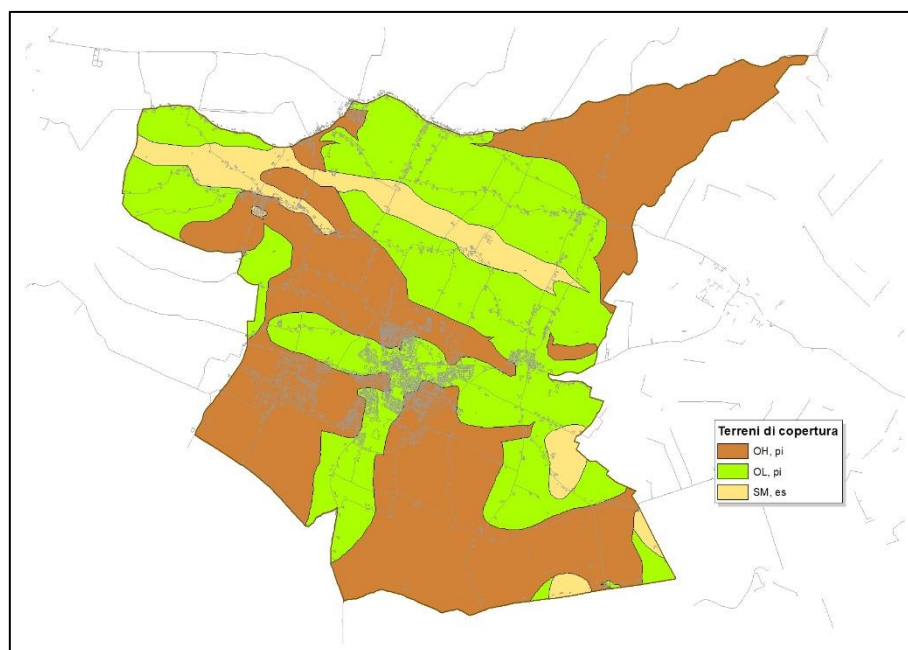 Terreni di copertura
OH, pi
OL, pi
SM, es